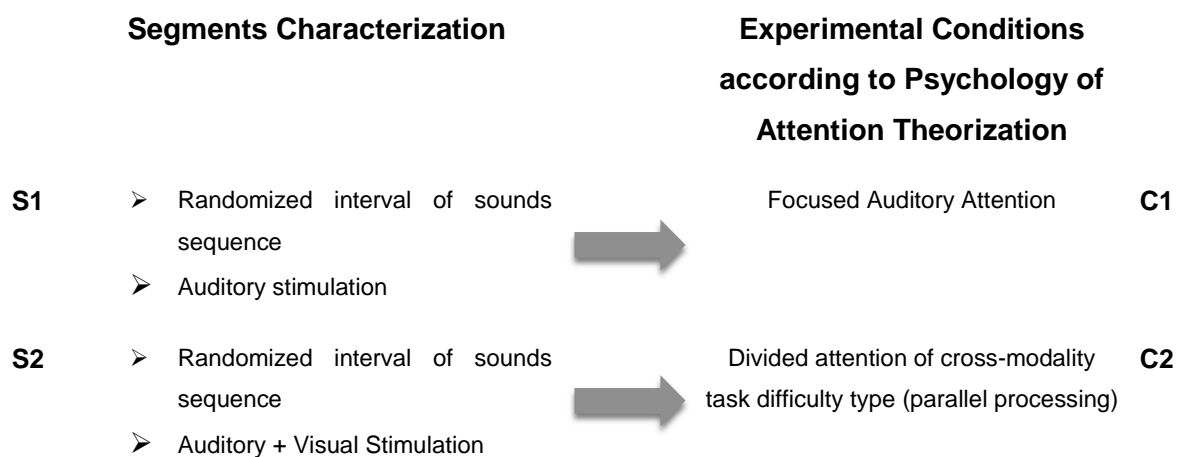 Segments Characterization
Experimental Conditions
according to Psychology of
Attention Theorization
S1
➢ Randomized interval of sounds
sequence
➢ Auditory stimulation
Focused Auditory Attention
C1
S2
➢ Randomized interval of sounds
sequence
➢ Auditory + Visual Stimulation
Divided attention of cross-modality
task difficulty type (parallel processing)
C2